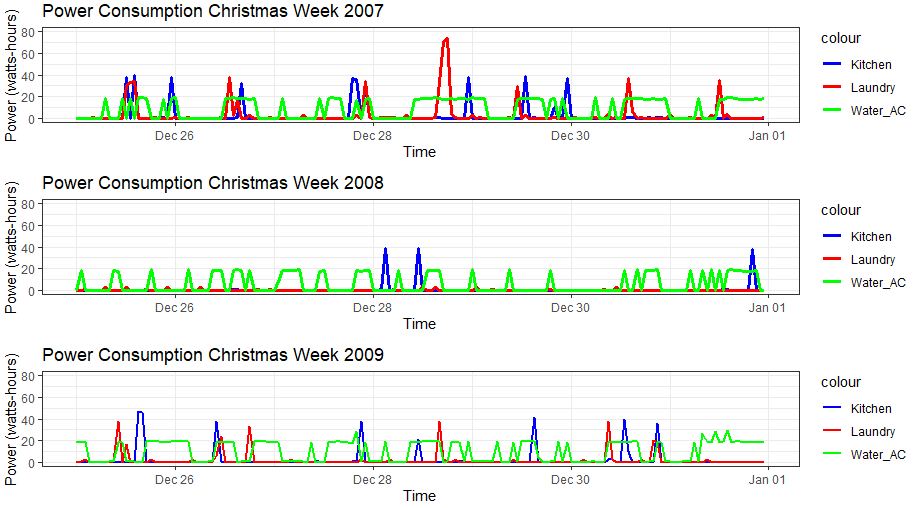 Power Consumption Christmas Week 2007
Power (watts-hours)
80
60
40
20
0
Dec 26
Dec 28
Dec 30
Jan 01
Time
colour
Kitchen
Laundry
Water_AC
Power Consumption Christmas Week 2008
Power (watts-hours)
80
60
40
20
0
Dec 26
Dec 28
Dec 30
Jan 01
Time
colour
Kitchen
Laundry
Water_AC
Power Consumption Christmas Week 2009
Power (watts-hours)
80
60
40
20
0
Dec 26
Dec 28
Dec 30
Jan 01
Time
colour
Kitchen
Laundry
Water_AC